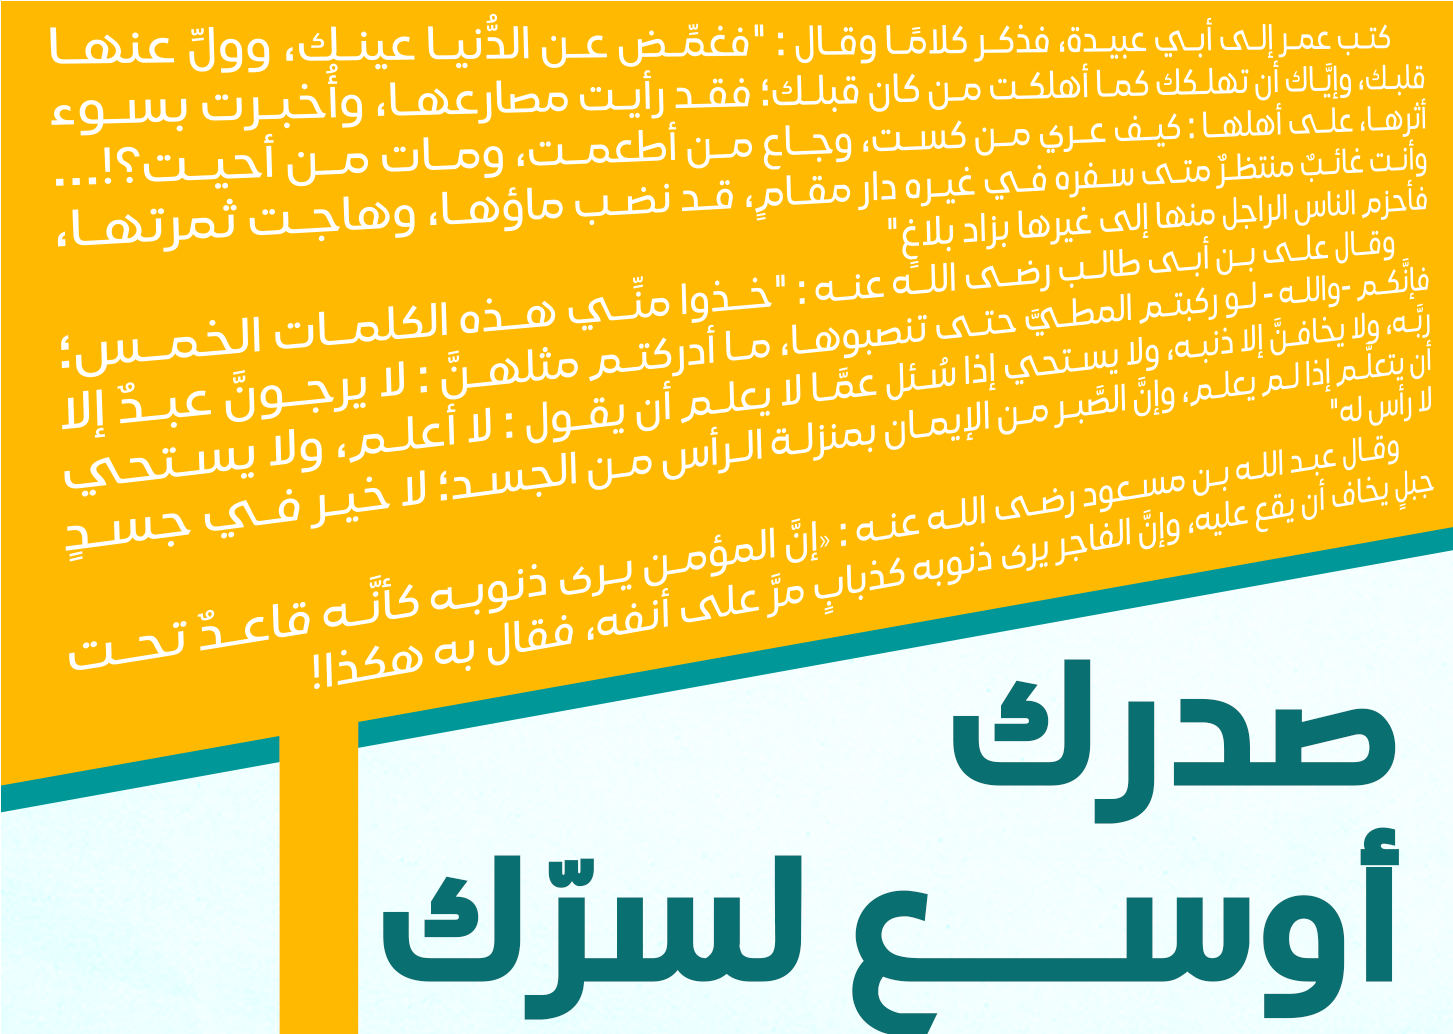 كتب عمر إلى أبي عبيدة، فذكر كلامًا وقال : "فغمِّض عن الدُّنيا عينك، وولِّ عنها
قلبك، وإيَّاك أن تهلكك كما أهلكت من كان قبلك؛ فقد رأيت مصارعها، وأُخبرت بسوء
أثرها، على أهلها : كيف عري من كست، وجاع من أطعمت، ومات من أحيت؟!...
وأنت غائبٌ منتظرٌ متى سفره في غيره دار مقامٍ، قد نضب ماؤها، وهاجت ثمرتها،
فأحزم الناس الراجل منها إلى غيرها بزاد بلاغٍ"
وقال على بن أبى طالب رضى الله عنه : "خذوا منِّي هذه الكلمات الخمس؛
فإنَّكم -والله - لو ركبتم المطيَّ حتى تنصبوها، ما أدركتم مثلهنَّ : لا يرجونَّ عبدٌ إلا
ربَّه، ولا يخافنَّ إلا ذنبه، ولا يستحي إذا سُئل عمَّا لا يعلم أن يقول : لا أعلم، ولا يستحي
أن يتعلَّم إذا لم يعلم، وإنَّ الصَّبر من الإيمان بمنزلة الرأس من الجسد؛ لا خير في جسدٍ
لا رأس له"
وقال عبد الله بن مسعود رضى الله عنه : «إنَّ المؤمن يرى ذنوبه كأنَّه قاعدٌ تحت
جبلٍ يخاف أن يقع عليه، وإنَّ الفاجر يرى ذنوبه كذبابٍ مرَّ على أنفه، فقال به هكذا!
صدرك
أوسع لسرّك